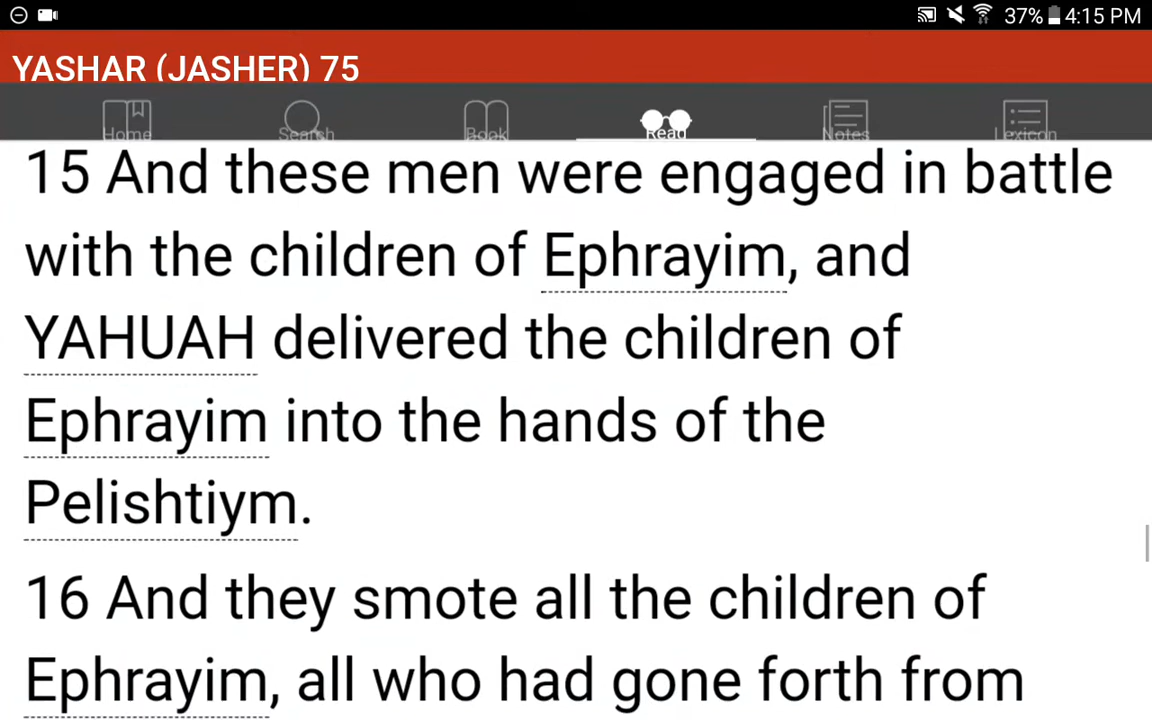 37% 4:15 PM
YASHAR (JASHER) 75
Home Search Book Read Notes Lexicon
15 And these men were engaged in battle
with the children of Ephrayim, and
YAHUAH delivered the children of
Ephrayim into the hands of the
Pelishtiym.
16 And they smote all the children of
Ephrayim, all who had gone forth from